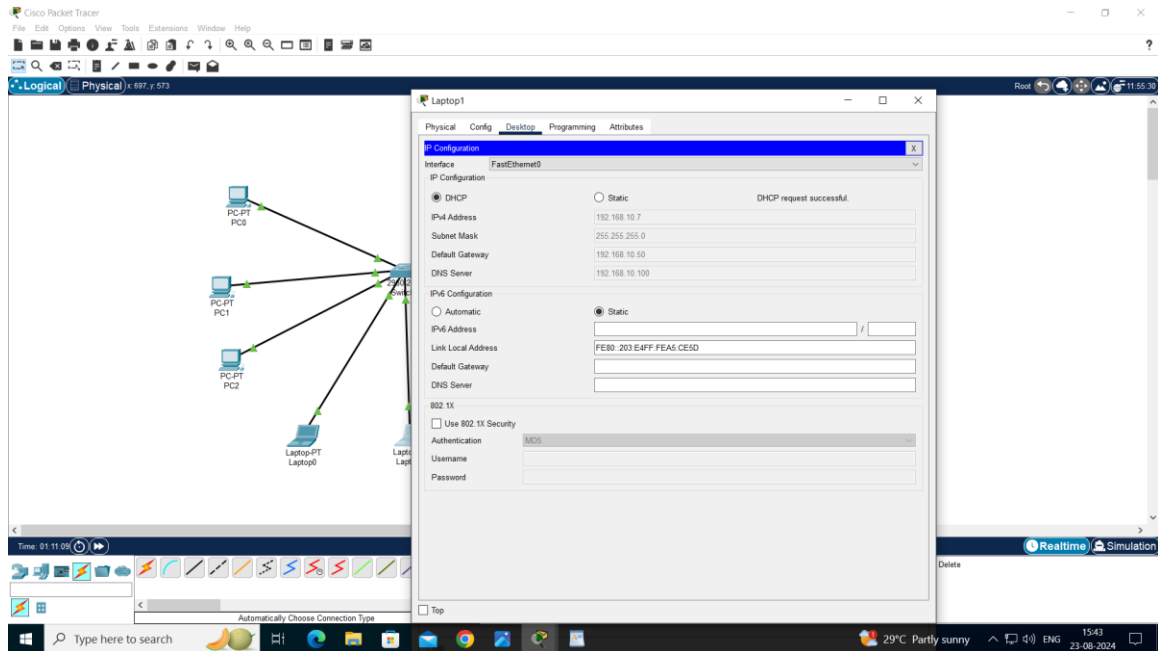 Cisco Packet Tracer
File Edit Options View Tools Extensions Window Help
?
Logical Physical x: 697, y: 573 Root 11:55:30
Laptop1
Physical Config Desktop Programming Attributes
IP Configuration X
Interface FastEthernet0
IP Configuration
DHCP Static DHCP request successful.
IPv4 Address 192.168.10.7
Subnet Mask 255.255.255.0
Default Gateway 192.168.10.50
DNS Server 192.168.10.100
IPv6 Configuration
Automatic Static
IPv6 Address /
Link Local Address FE80::203:E4FF:FEA5:CE5D
Default Gateway
DNS Server
802.1X
Use 802.1X Security
Authentication MD5
Username
Password
Top
PC-PT
PC0
PC-PT
PC1
PC-PT
PC2
Laptop-PT
Laptop0
Time: 01:11:09 Realtime Simulation
Delete
Automatically Choose Connection Type
Type here to search 29°C Partly sunny ENG 15:43
23-08-2024